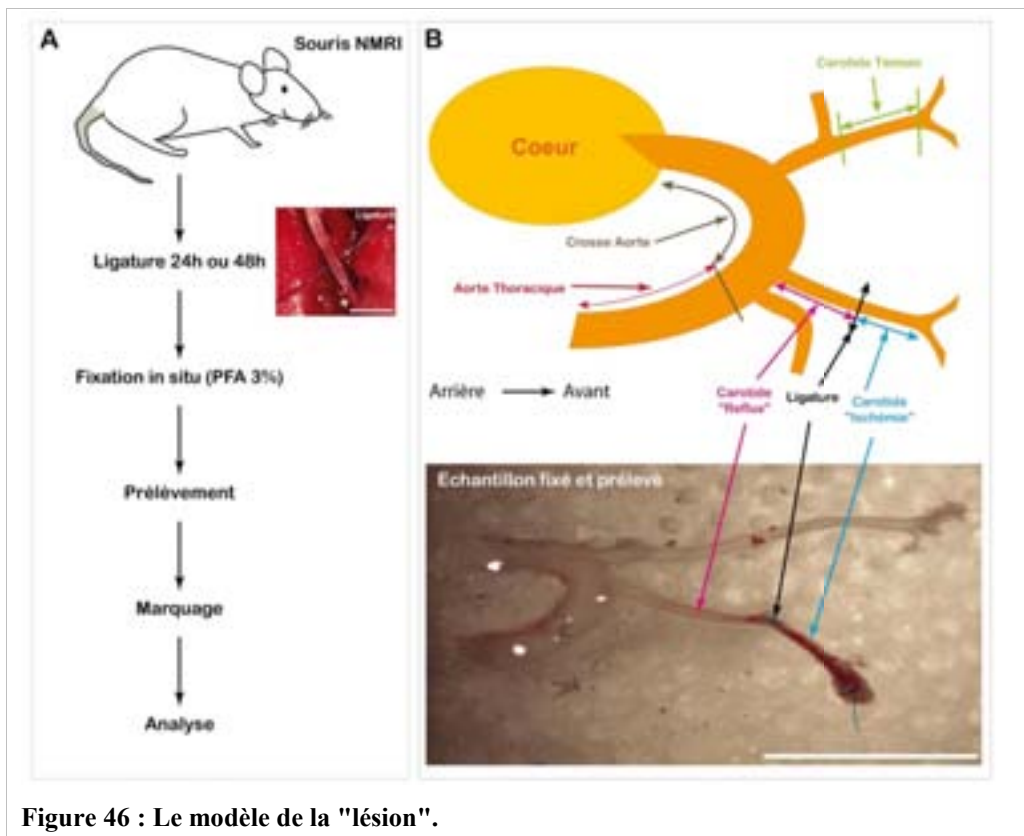 A
Souris NMRI
Ligature
Ligature 24h ou 48h
Fixation in situ (PFA 3%)
Prélèvement
Marquage
Analyse
B
Carotide Témoin
Coeur
Crosse Aorte
Aorte Thoracique
Arrière
Avant
Carotide
"Reflux"
Ligature
Carotide
"Ischémie"
Echantillon fixé et prélevé
Figure 46 : Le modèle de la "lésion".